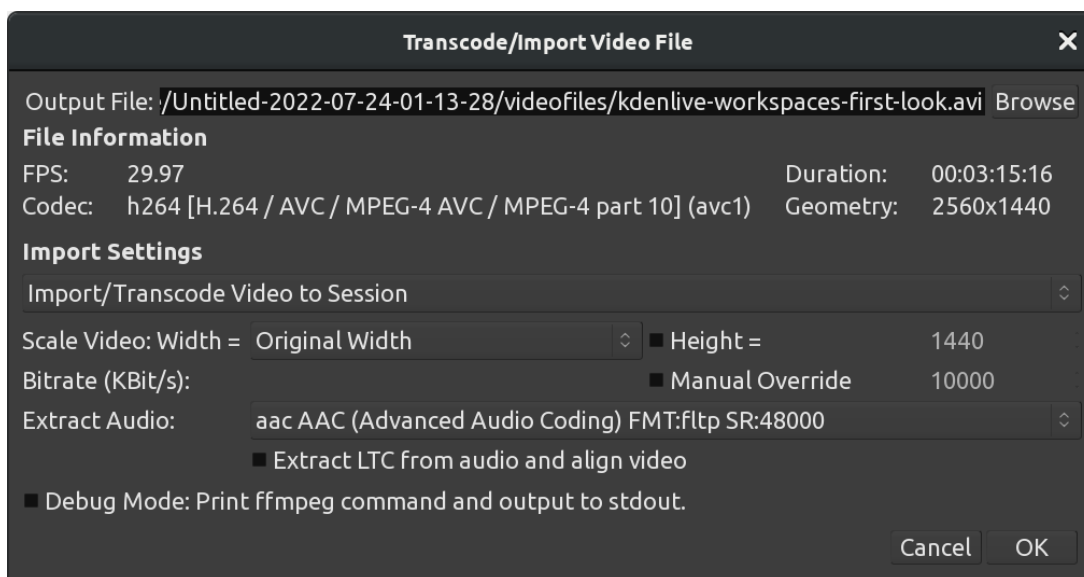 Transcode/Import Video File
Output File: /Untitled-2022-07-24-01-13-28/videofiles/kdenlive-workspaces-first-look.avi Browse
File Information
FPS: 29.97 Duration: 00:03:15:16
Codec: h264 [H.264 / AVC / MPEG-4 AVC / MPEG-4 part 10] (avc1) Geometry: 2560x1440
Import Settings
Import/Transcode Video to Session
Scale Video: Width = Original Width Height = 1440
Bitrate (KBit/s): Manual Override 10000
Extract Audio: aac AAC (Advanced Audio Coding) FMT:fltp SR:48000
Extract LTC from audio and align video
Debug Mode: Print ffmpeg command and output to stdout.
Cancel OK